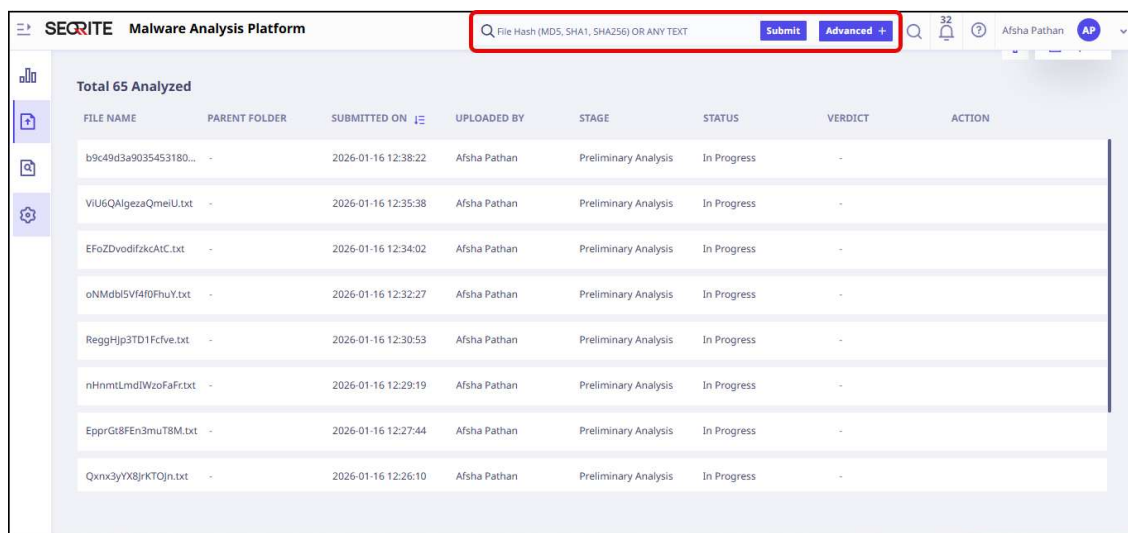 SEQRITE Malware Analysis Platform
File Hash (MD5, SHA1, SHA256) OR ANY TEXT
Submit
Advanced +
32
Afsha Pathan
AP
Total 65 Analyzed
FILE NAME PARENT FOLDER SUBMITTED ON UPLOADED BY STAGE STATUS VERDICT ACTION
b9c49d3a9035453180... - 2026-01-16 12:38:22 Afsha Pathan Preliminary Analysis In Progress -
ViU6QAlgezaQmeiU.txt - 2026-01-16 12:35:38 Afsha Pathan Preliminary Analysis In Progress -
EFoZDvodifzkcAtC.txt - 2026-01-16 12:34:02 Afsha Pathan Preliminary Analysis In Progress -
oNMdbl5Vf4f0FhuY.txt - 2026-01-16 12:32:27 Afsha Pathan Preliminary Analysis In Progress -
ReggHJp3TD1Fcfve.txt - 2026-01-16 12:30:53 Afsha Pathan Preliminary Analysis In Progress -
nHnmtLmdIWzoFaFr.txt - 2026-01-16 12:29:19 Afsha Pathan Preliminary Analysis In Progress -
EpprGt8FEn3muT8M.txt - 2026-01-16 12:27:44 Afsha Pathan Preliminary Analysis In Progress -
Qxnx3yYX8JrKTOJn.txt - 2026-01-16 12:26:10 Afsha Pathan Preliminary Analysis In Progress -